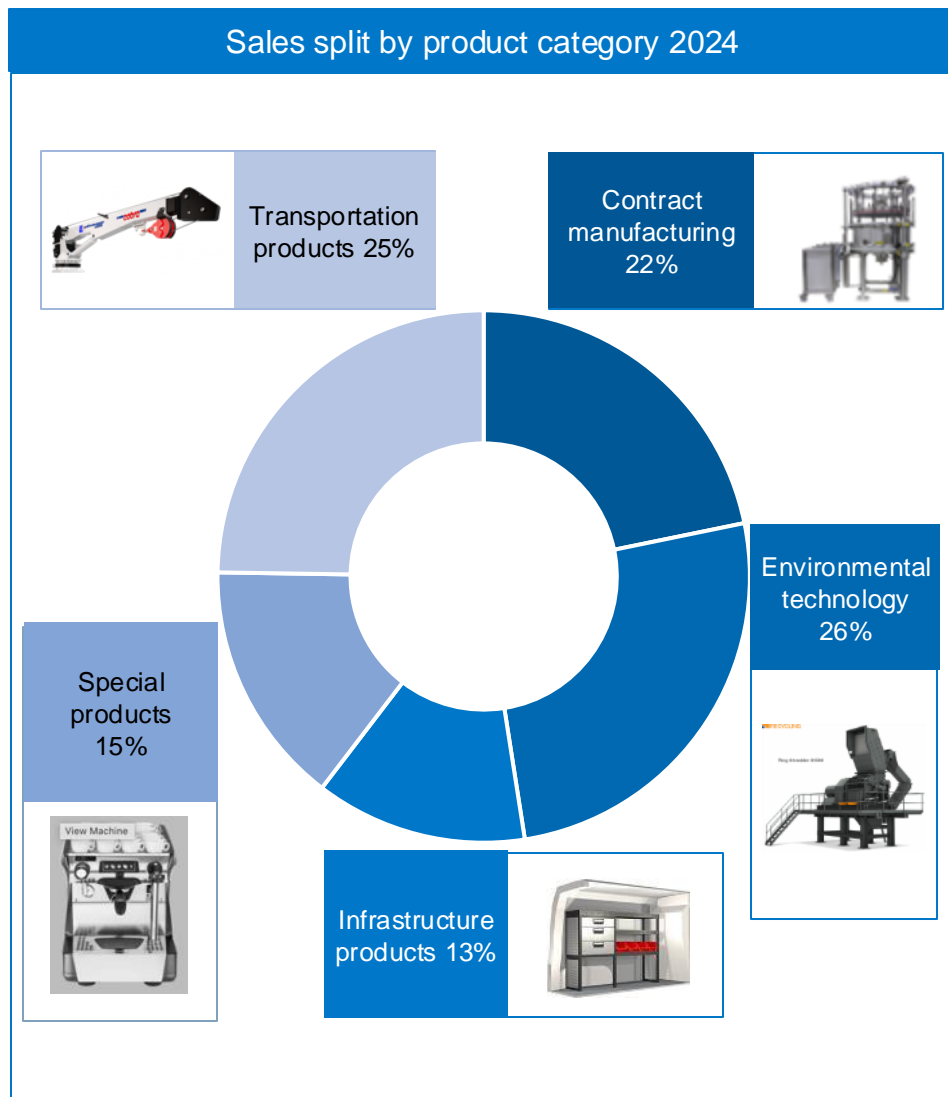 Sales split by product category 2024
Transportation
products 25%
Contract
manufacturing
22%
Environmental
technology
26%
Special
products
15%
View Machine
Infrastructure
products 13%